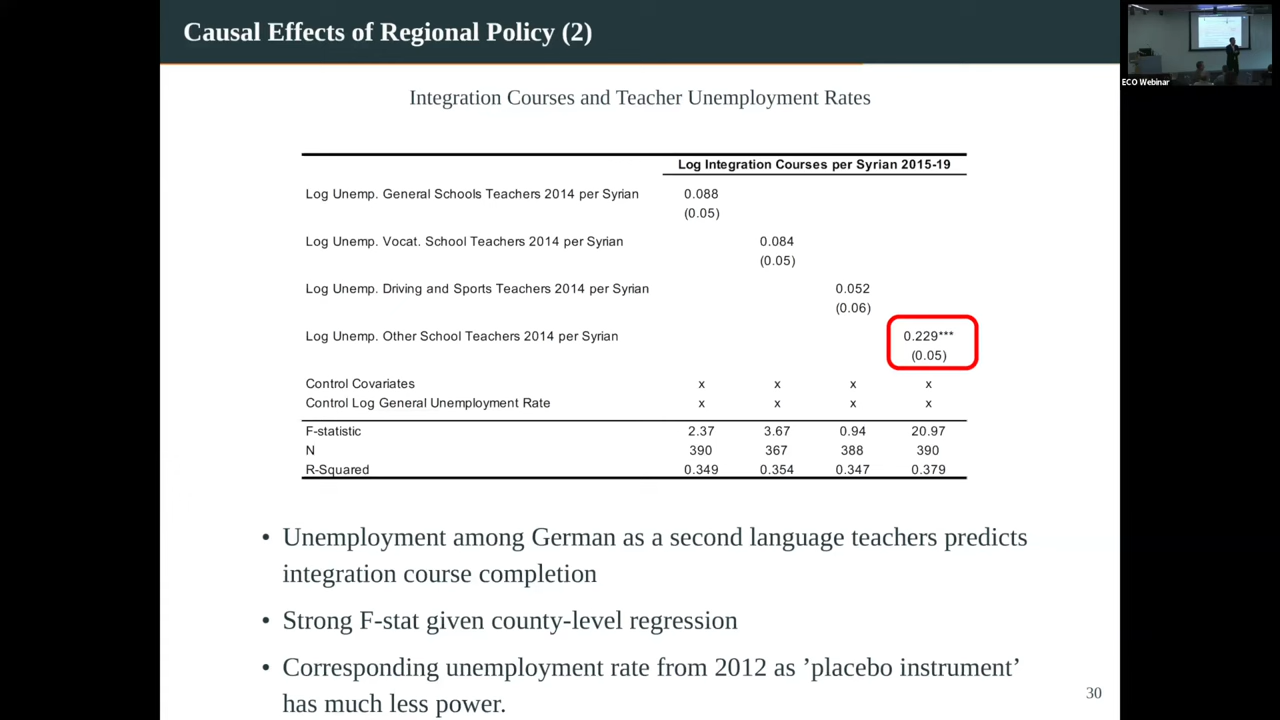 Causal Effects of Regional Policy (2)
ECO Webinar
Integration Courses and Teacher Unemployment Rates
Log Integration Courses per Syrian 2015-19
Log Unemp. General Schools Teachers 2014 per Syrian 0.088
(0.05)
Log Unemp. Vocat. School Teachers 2014 per Syrian 0.084
(0.05)
Log Unemp. Driving and Sports Teachers 2014 per Syrian 0.052
(0.06)
Log Unemp. Other School Teachers 2014 per Syrian 0.229***
(0.05)
Control Covariates x x x x
Control Log General Unemployment Rate x x x x
F-statistic 2.37 3.67 0.94 20.97
N 390 367 388 390
R-Squared 0.349 0.354 0.347 0.379
• Unemployment among German as a second language teachers predicts
integration course completion
• Strong F-stat given county-level regression
• Corresponding unemployment rate from 2012 as ’placebo instrument’
has much less power.
30